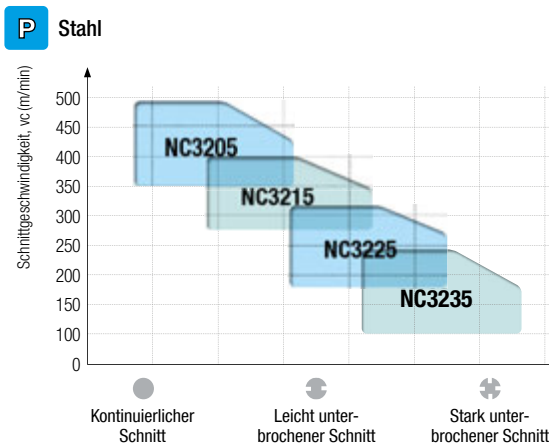 P Stahl
Schnittgeschwindigkeit, vc (m/min)
500
450
400
350
300
250
200
150
100
0
NC3205
NC3215
NC3225
NC3235
Kontinuierlicher
Schnitt
Leicht unter-
brochener Schnitt
Stark unter-
brochener Schnitt